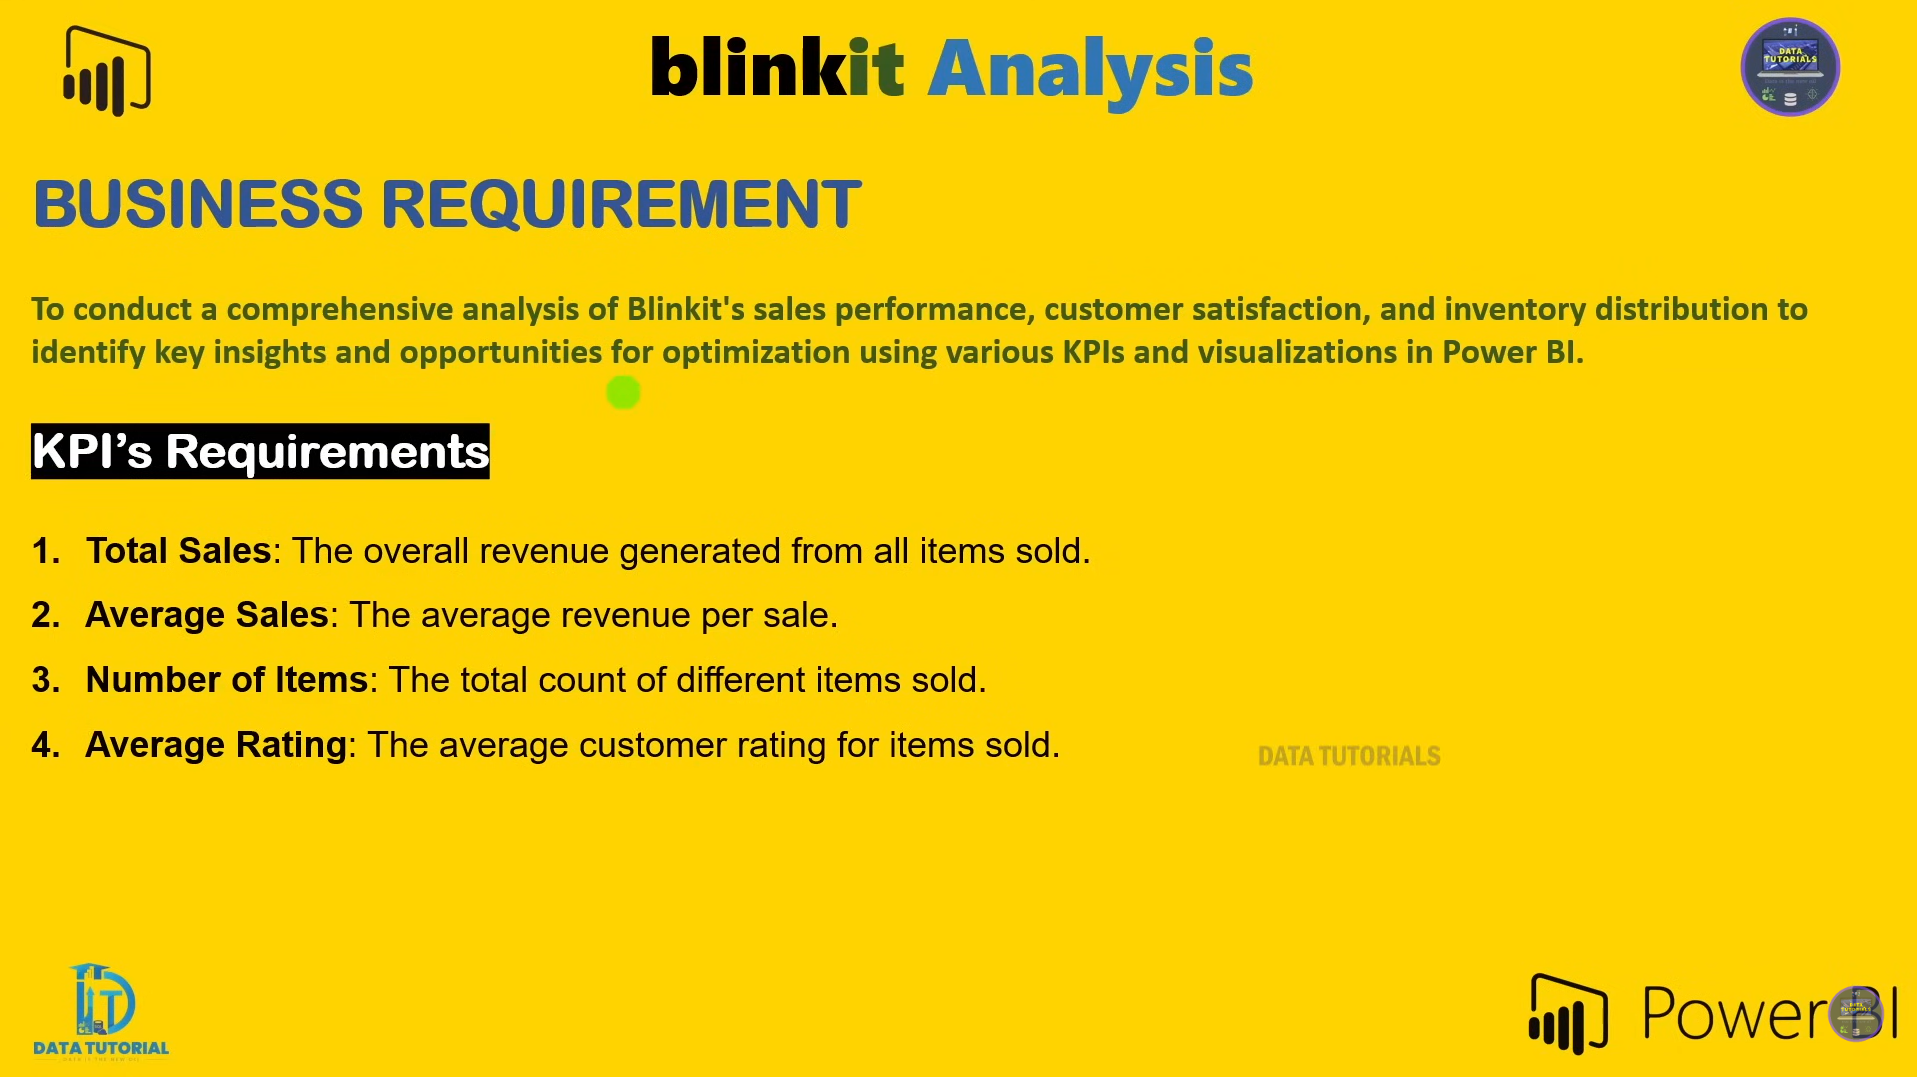 blinkit Analysis
DATA
TUTORIALS
BUSINESS REQUIREMENT
To conduct a comprehensive analysis of Blinkit's sales performance, customer satisfaction, and inventory distribution to
identify key insights and opportunities for optimization using various KPIs and visualizations in Power BI.
KPI’s Requirements
1. Total Sales: The overall revenue generated from all items sold.
2. Average Sales: The average revenue per sale.
3. Number of Items: The total count of different items sold.
4. Average Rating: The average customer rating for items sold.
DATA TUTORIALS
DATA TUTORIAL
Power BI